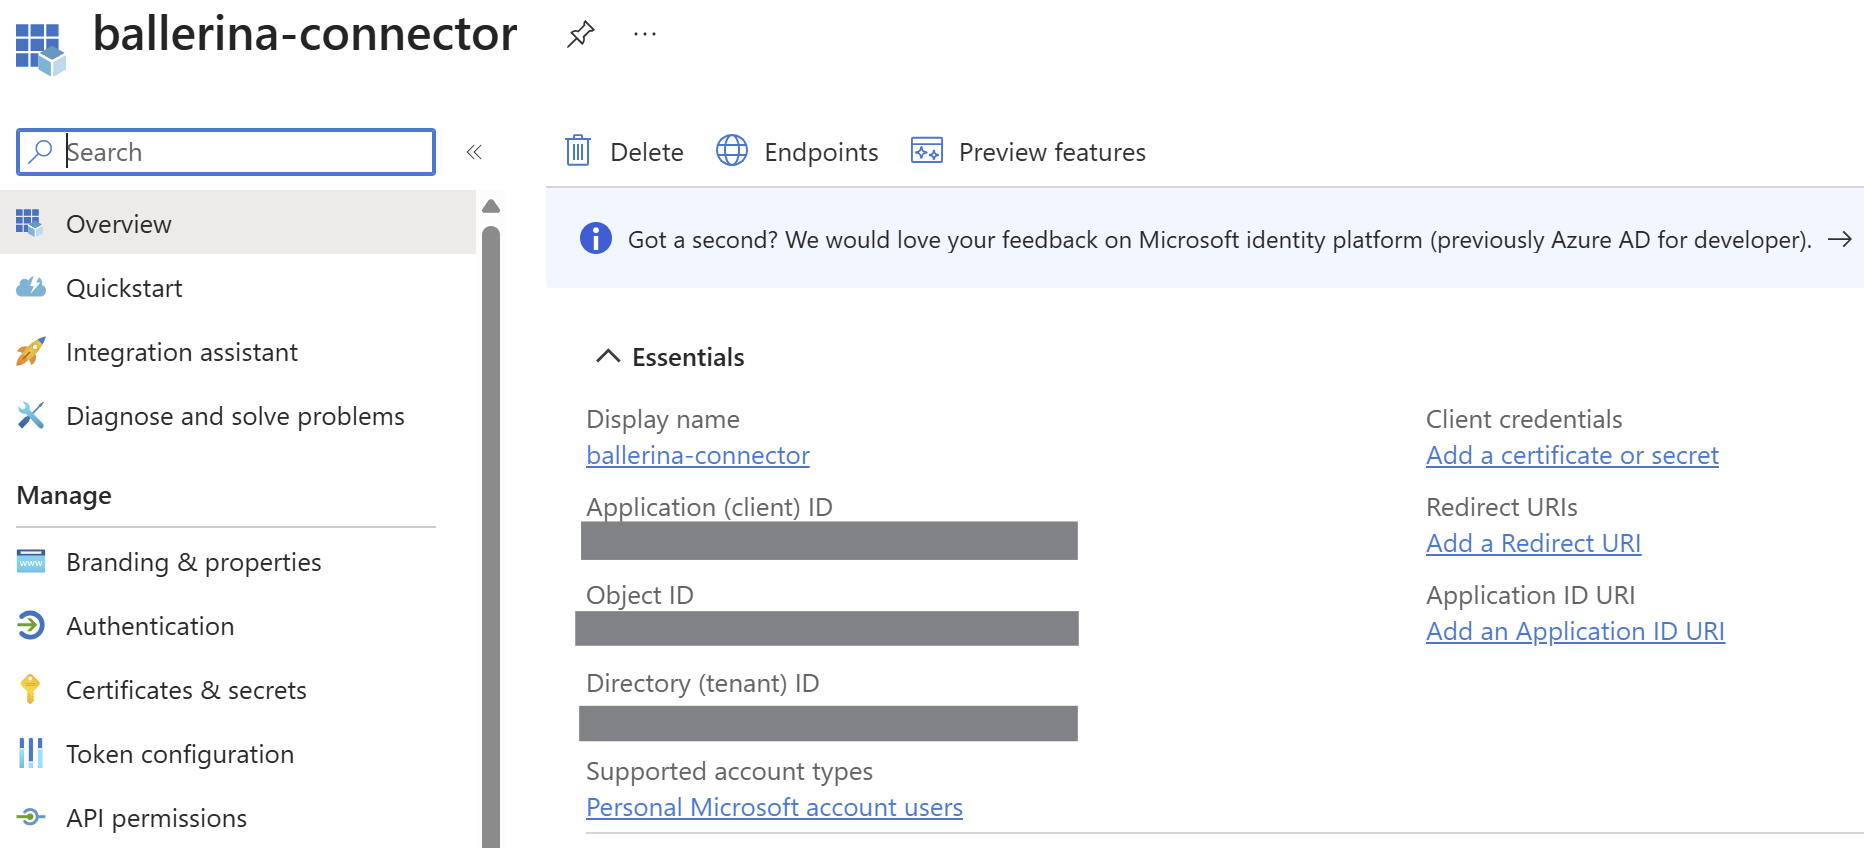 ballerina-connector
Search
Overview
Quickstart
Integration assistant
Diagnose and solve problems
Manage
Branding & properties
Authentication
Certificates & secrets
Token configuration
API permissions
Delete
Endpoints
Preview features
Got a second? We would love your feedback on Microsoft identity platform (previously Azure AD for developer).
Essentials
Display name
ballerina-connector
Application (client) ID
Object ID
Directory (tenant) ID
Supported account types
Personal Microsoft account users
Client credentials
Add a certificate or secret
Redirect URIs
Add a Redirect URI
Application ID URI
Add an Application ID URI